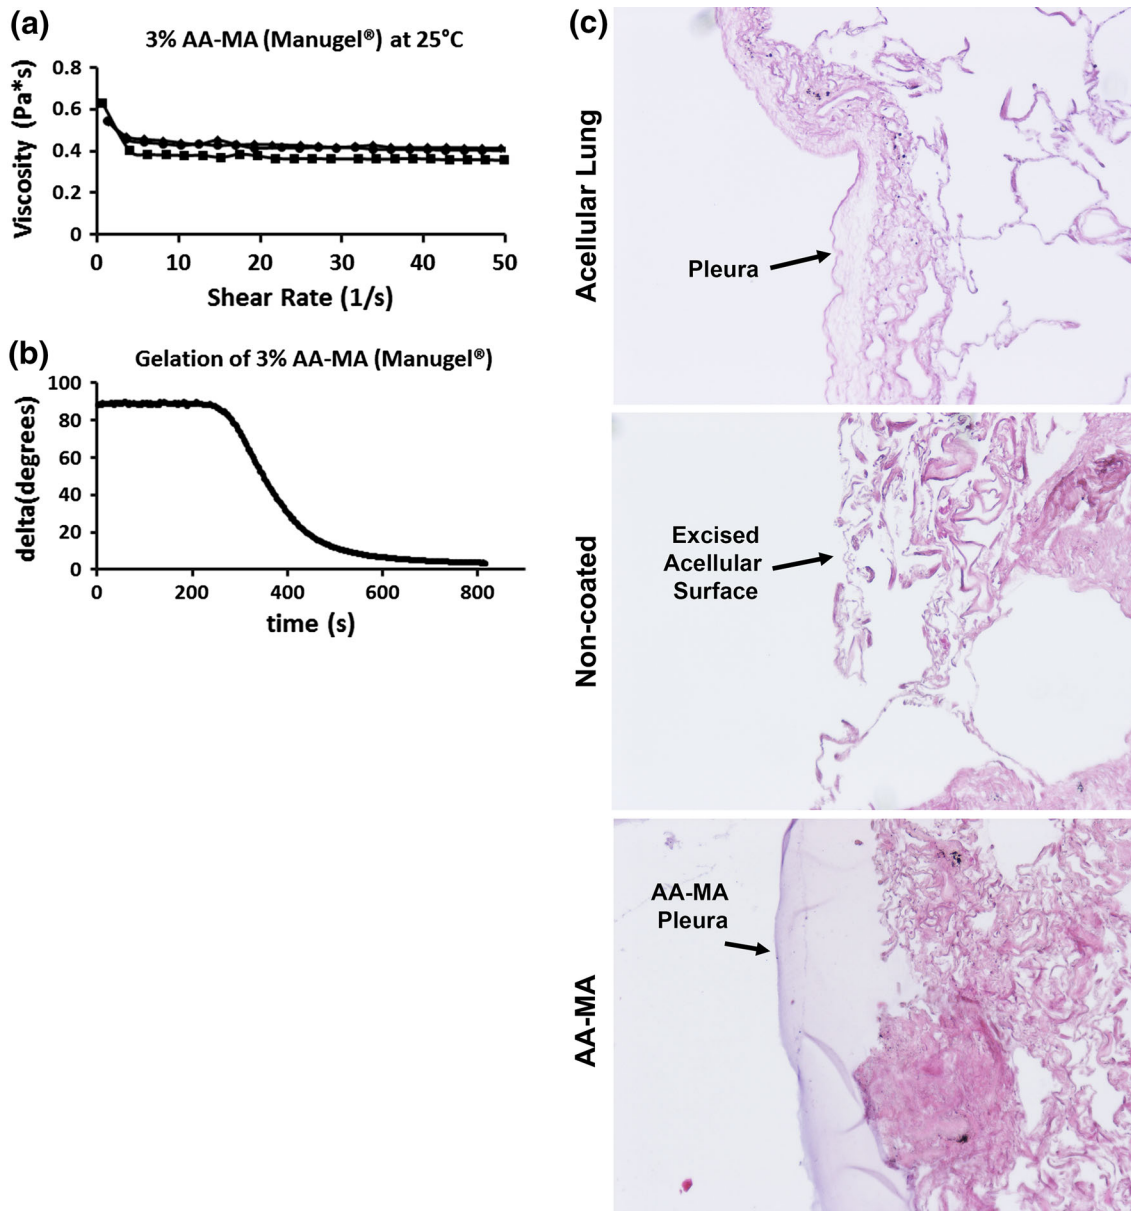 (a)
3% AA-MA (Manugel®) at 25°C
Viscosity (Pa*s)
0.8
0.6
0.4
0.2
0
0 10 20 30 40 50
Shear Rate (1/s)
(b)
Gelation of 3% AA-MA (Manugel®)
delta(degrees)
100
80
60
40
20
0
0 200 400 600 800
time (s)
(c)
Acellular Lung
Pleura
Non-coated
Excised
Acellular
Surface
AA-MA
AA-MA
Pleura